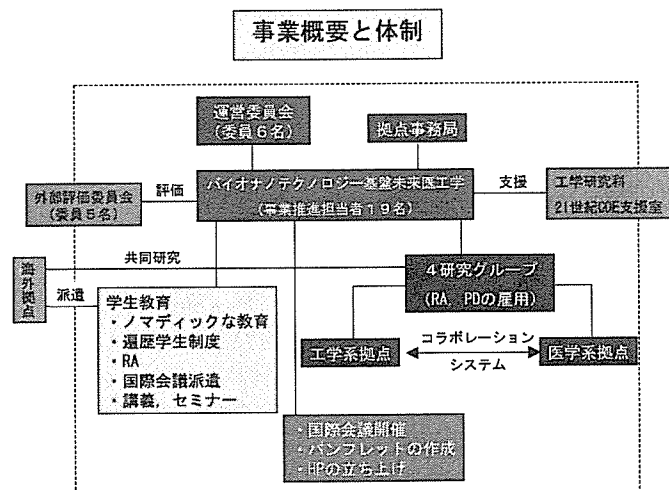 事業概要と体制
運営委員会
(委員6名)
拠点事務局
外部評価委員会
(委員5名)
評価
バイオナノテクノロジー基盤未来医工学
(事業推進担当者19名)
支援
工学研究科
21世紀COE支援室
海外拠点
共同研究
派遣
4研究グループ
(RA, PDの雇用)
学生教育
・ノマディックな教育
・遍歴学生制度
・RA
・国際会議派遣
・講義, セミナー
工学系拠点
コラボレーション
システム
医学系拠点
・国際会議開催
・パンフレットの作成
・HPの立ち上げ